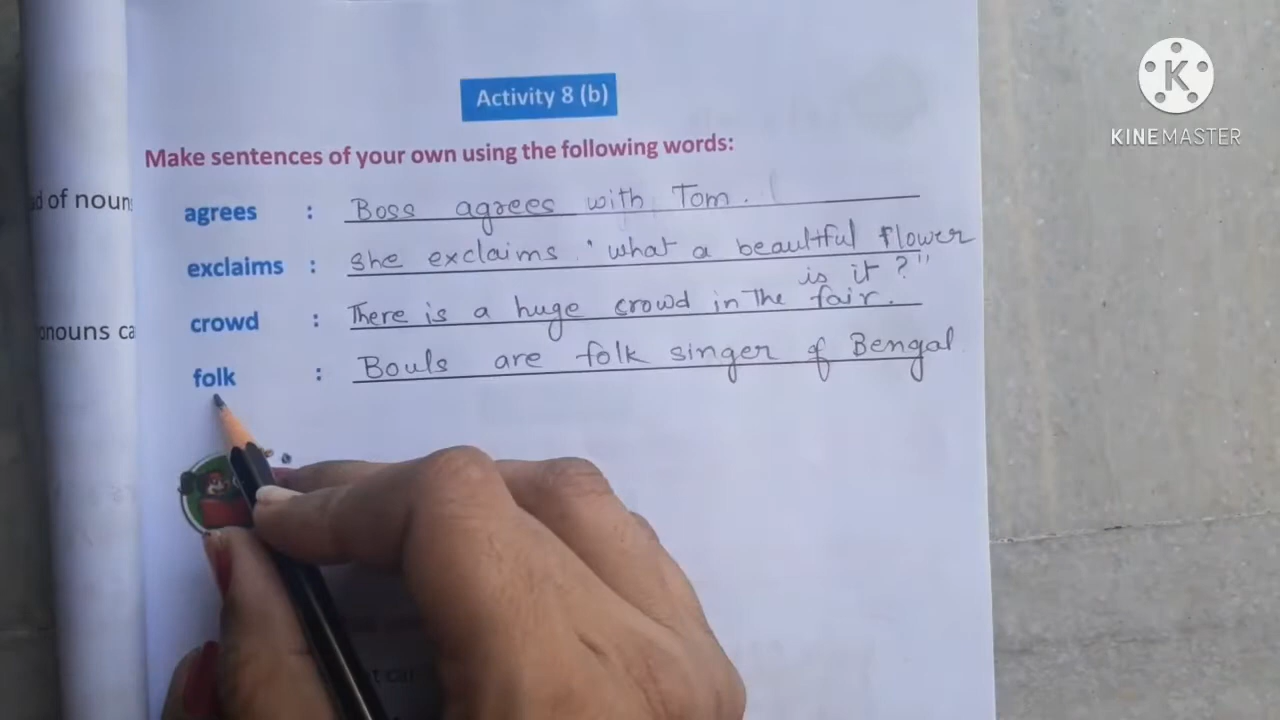 KINEMASTER
Activity 8 (b)
Make sentences of your own using the following words:
agrees : Boss agrees with Tom.
exclaims : She exclaims "what a beautiful flower
is it?"
crowd : There is a huge crowd in the fair.
folk : Bouls are folk singer of Bengal
of noun
nouns ca